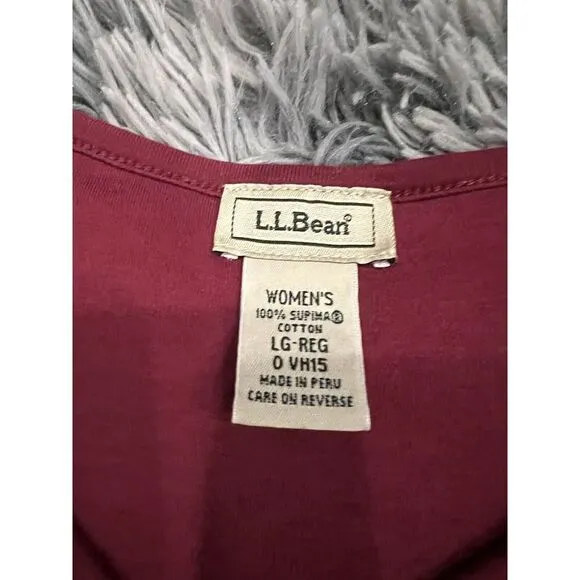 L.L.Bean®
WOMEN'S
100% SUPIMA®
COTTON
LG-REG
0 VH15
MADE IN PERU
CARE ON REVERSE